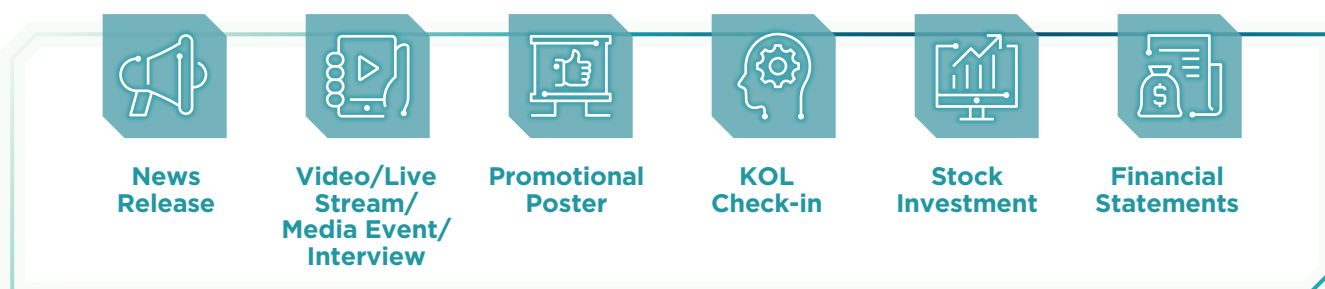 News
Release
Video/Live
Stream/
Media Event/
Interview
Promotional
Poster
KOL
Check-in
Stock
Investment
Financial
Statements
$